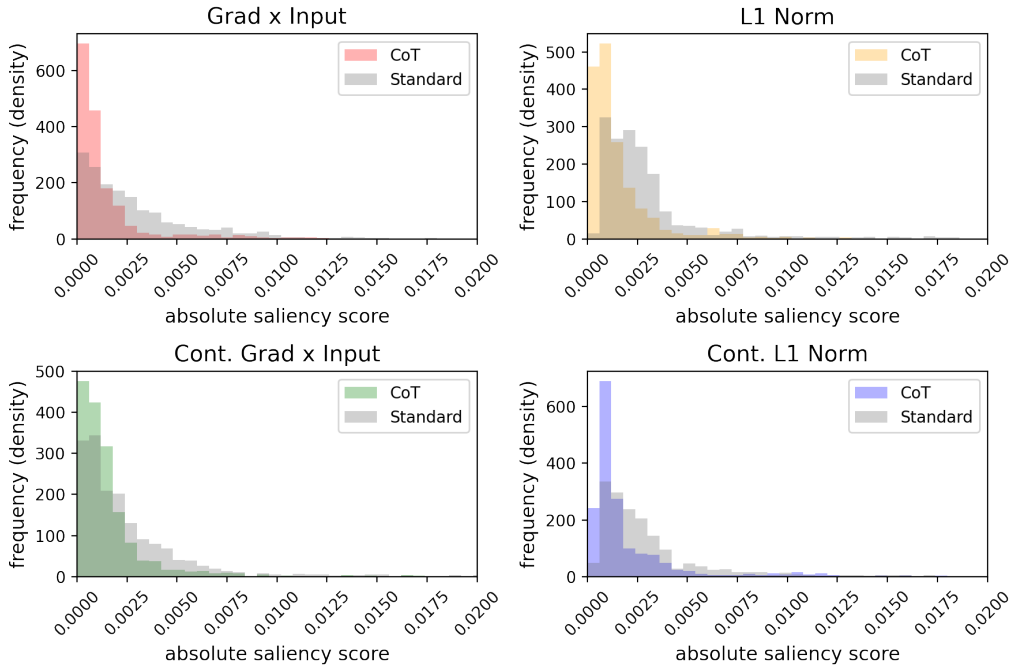 Grad x Input
frequency (density)
600
400
200
0
CoT
Standard
0.0000
0.0025
0.0050
0.0075
0.0100
0.0125
0.0150
0.0175
0.0200
absolute saliency score
L1 Norm
frequency (density)
500
400
300
200
100
0
CoT
Standard
0.0000
0.0025
0.0050
0.0075
0.0100
0.0125
0.0150
0.0175
0.0200
absolute saliency score
Cont. Grad x Input
frequency (density)
500
400
300
200
100
0
CoT
Standard
0.0000
0.0025
0.0050
0.0075
0.0100
0.0125
0.0150
0.0175
0.0200
absolute saliency score
Cont. L1 Norm
frequency (density)
600
400
200
0
CoT
Standard
0.0000
0.0025
0.0050
0.0075
0.0100
0.0125
0.0150
0.0175
0.0200
absolute saliency score